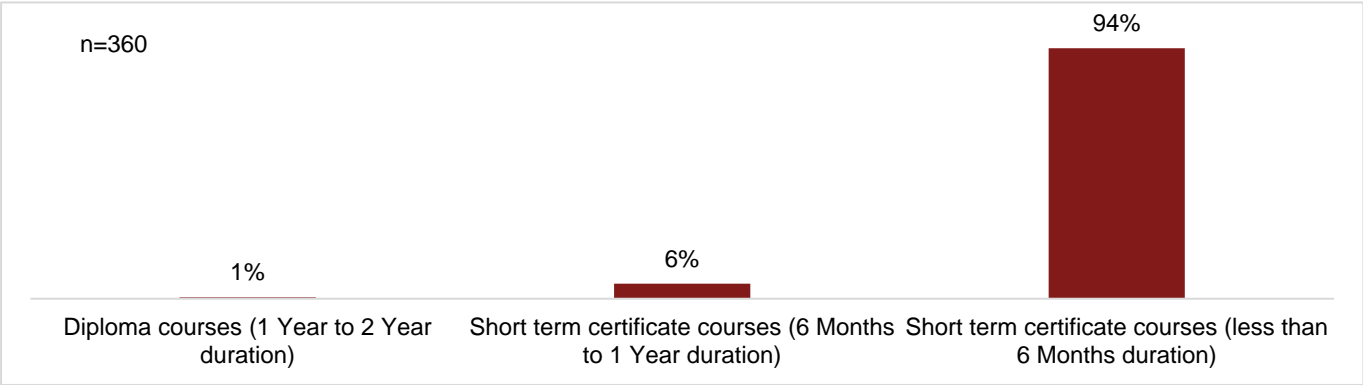 n=360
94%
6%
1%
Diploma courses (1 Year to 2 Year
duration)
Short term certificate courses (6 Months
to 1 Year duration)
Short term certificate courses (less than
6 Months duration)